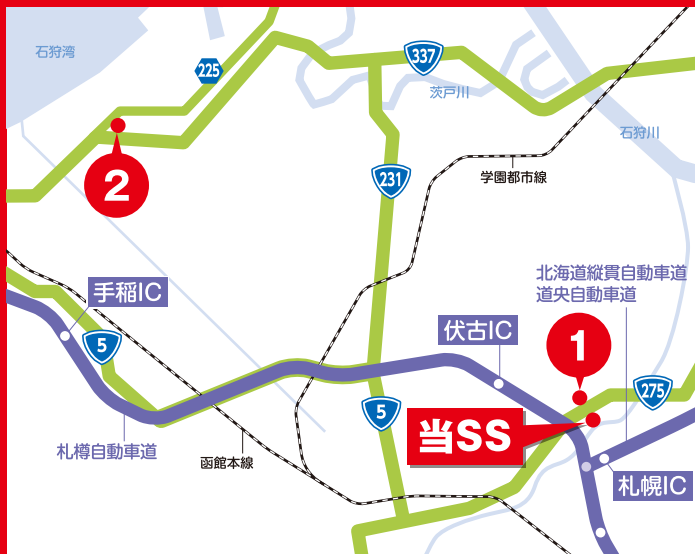 石狩湾
225
337
茨戸川
石狩川
2
231
学園都市線
北海道縦貫自動車道
道央自動車道
手稲IC
伏古IC
1
5
275
5
当SS
札樽自動車道
函館本線
札幌IC